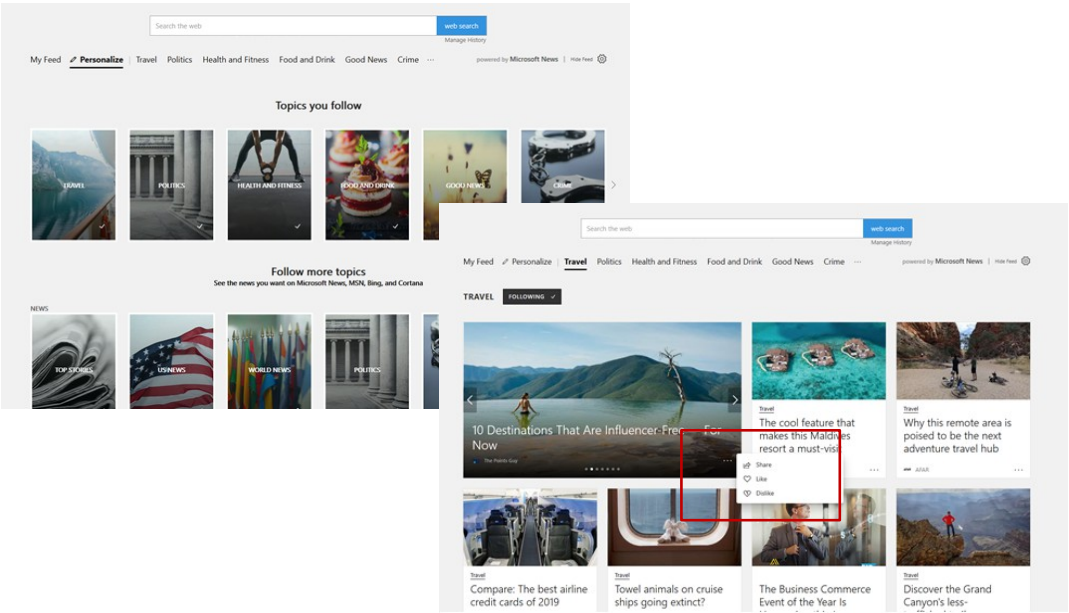 Search the web
web search
Manage History
My Feed Personalize Travel Politics Health and Fitness Food and Drink Good News Crime ··· powered by Microsoft News | Hide Feed
Topics you follow
TRAVEL
POLITICS
HEALTH AND FITNESS
FOOD AND DRINK
GOOD NEWS
CRIME
Follow more topics
See the news you want on Microsoft News, MSN, Bing, and Cortana
NEWS
TOP STORIES
US NEWS
WORLD NEWS
POLITICS
Search the web
web search
Manage History
My Feed Personalize Travel Politics Health and Fitness Food and Drink Good News Crime ··· powered by Microsoft News | Hide Feed
TRAVEL FOLLOWING
10 Destinations That Are Influencer-Free — For
Now
The Points Guy
Share
Like
Dislike
Travel
The cool feature that
makes this Maldives
resort a must-visit
Travel
Why this remote area is
poised to be the next
adventure travel hub
AFAR
Travel
Compare: The best airline
credit cards of 2019
Travel
Towel animals on cruise
ships going extinct?
The Business Commerce
Event of the Year Is
Travel
Discover the Grand
Canyon's less-